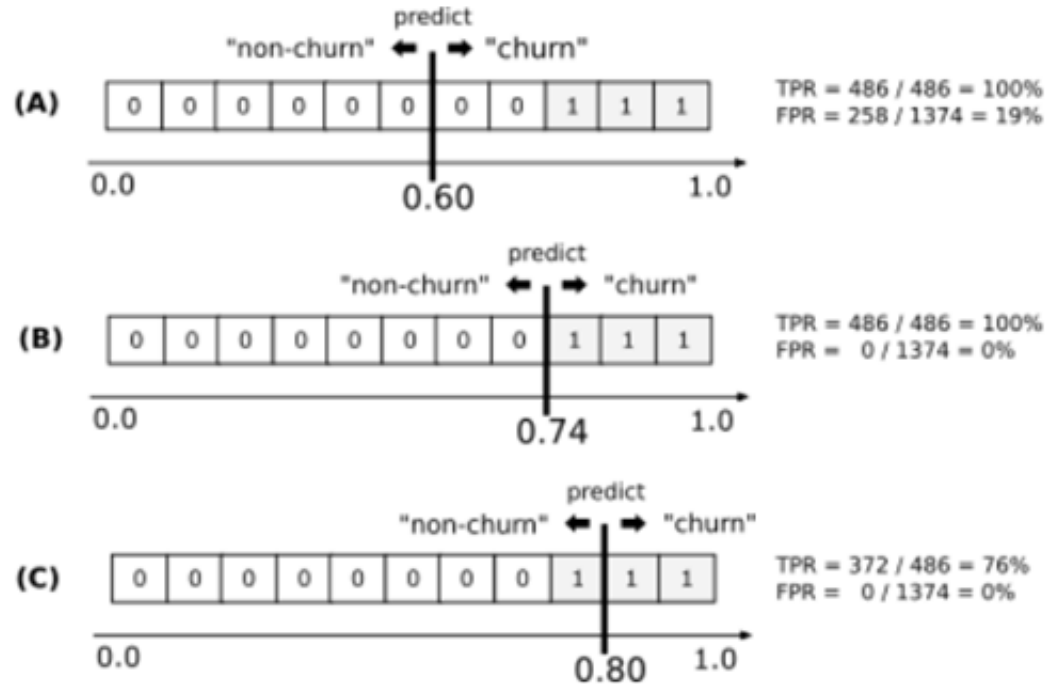 predict
"non-churn" "churn"
(A) 0 0 0 0 0 0 0 0 1 1 1
TPR = 486 / 486 = 100%
FPR = 258 / 1374 = 19%
0.0 0.60 1.0
predict
"non-churn" "churn"
(B) 0 0 0 0 0 0 0 0 1 1 1
TPR = 486 / 486 = 100%
FPR = 0 / 1374 = 0%
0.0 0.74 1.0
predict
"non-churn" "churn"
(C) 0 0 0 0 0 0 0 0 1 1 1
TPR = 372 / 486 = 76%
FPR = 0 / 1374 = 0%
0.0 0.80 1.0